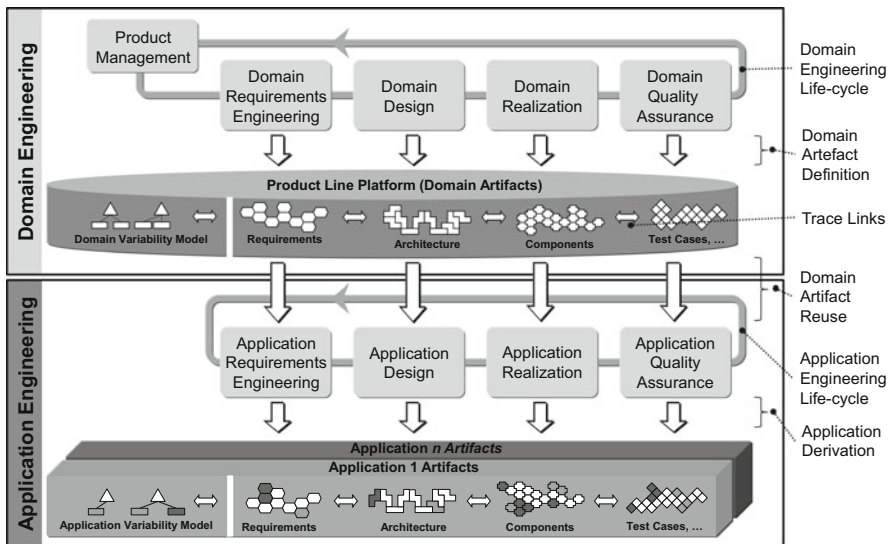 Domain Engineering
Product
Management
Domain
Requirements
Engineering
Domain
Design
Domain
Realization
Domain
Quality
Assurance
Domain
Engineering
Life-cycle
Domain
Artefact
Definition
Product Line Platform (Domain Artifacts)
Domain Variability Model
Requirements
Architecture
Components
Test Cases, ...
Trace Links
Domain
Artifact
Reuse
Application Engineering
Application
Requirements
Engineering
Application
Design
Application
Realization
Application
Quality
Assurance
Application
Engineering
Life-cycle
Application
Derivation
Application n Artifacts
Application 1 Artifacts
Application Variability Model
Requirements
Architecture
Components
Test Cases, ...